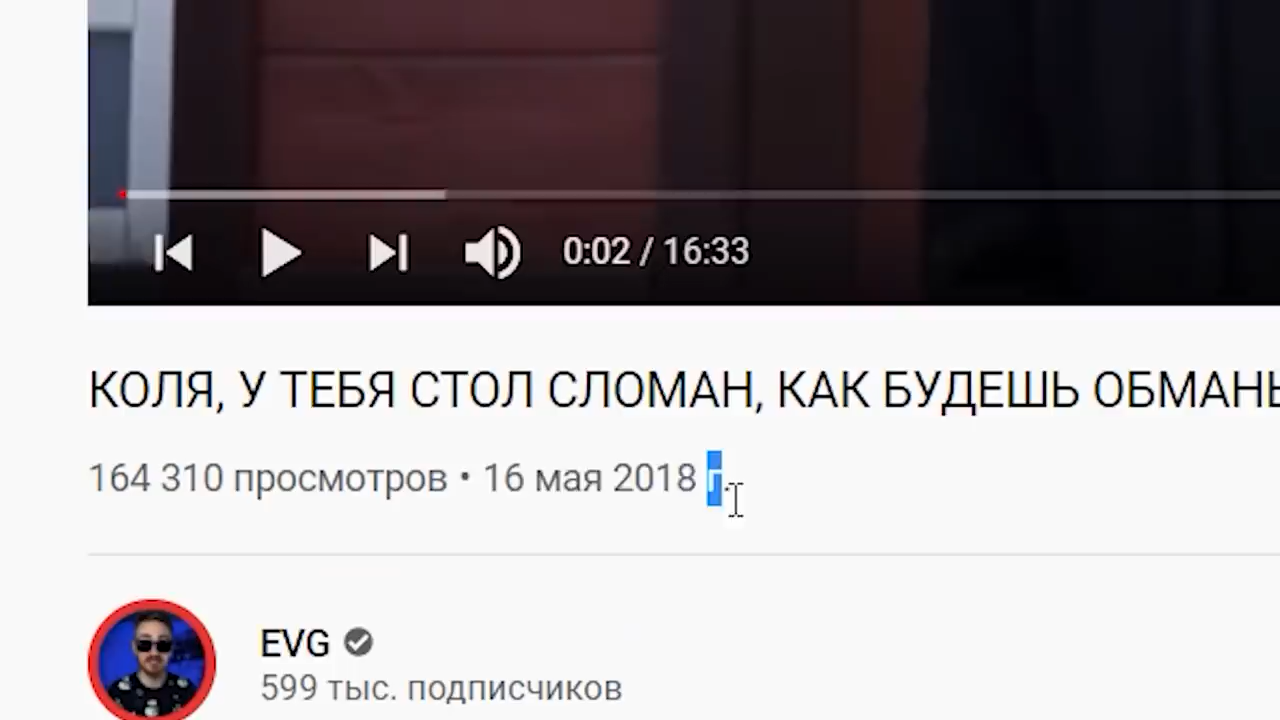 0:02 / 16:33
КОЛЯ, У ТЕБЯ СТОЛ СЛОМАН, КАК БУДЕШЬ
164 310 просмотров • 16 мая 2018 г.
EVG
599 тыс. подписчиков